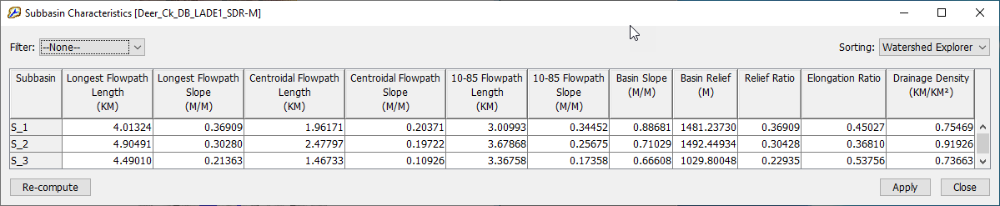 Subbasin Characteristics [Deer_Ck_DB_LADE1_SDR-M]
Filter: --None-- Sorting: Watershed Explorer
Subbasin Longest Flowpath Length (KM) Longest Flowpath Slope (M/M) Centroidal Flowpath Length (KM) Centroidal Flowpath Slope (M/M) 10-85 Flowpath Length (KM) 10-85 Flowpath Slope (M/M) Basin Slope (M/M) Basin Relief (M) Relief Ratio Elongation Ratio Drainage Density (KM/KM²)
S_1 4.01324 0.36909 1.96171 0.20371 3.00993 0.34452 0.88681 1481.23730 0.36909 0.45027 0.75469
S_2 4.90491 0.30280 2.47797 0.19722 3.67868 0.25675 0.71029 1492.44934 0.30428 0.36810 0.91926
S_3 4.49010 0.21363 1.46733 0.10926 3.36758 0.17358 0.66608 1029.80048 0.22935 0.53756 0.73663
Re-compute Apply Close